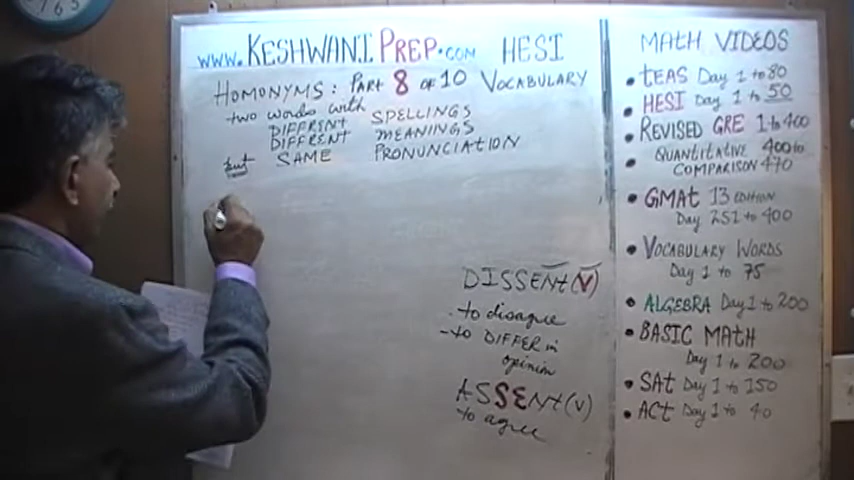 www.KESHWANIPREP.com HESI
HOMONYMS: PART 8 OF 10 VOCABULARY
two words with
DIFFRENT SPELLINGS
DIFFERENT MEANINGS
but SAME PRONUNCIATION
DISSENT(V)
- to disagree
- to DIFFER in
opinion
ASSENT(V)
- to agree
MATH VIDEOS
• TEAS Day 1 to 80
• HESI Day 1 to 50
• REVISED GRE 1 to 400
• QUANTITATIVE 400 to
COMPARISON 470
• GMAT 13 EDITION
Day 251 to 400
• VOCABULARY WORDS
Day 1 to 75
• ALGEBRA Day 1 to 200
• BASIC MATH
Day 1 to 200
• SAT Day 1 to 150
• ACT Day 1 to 40